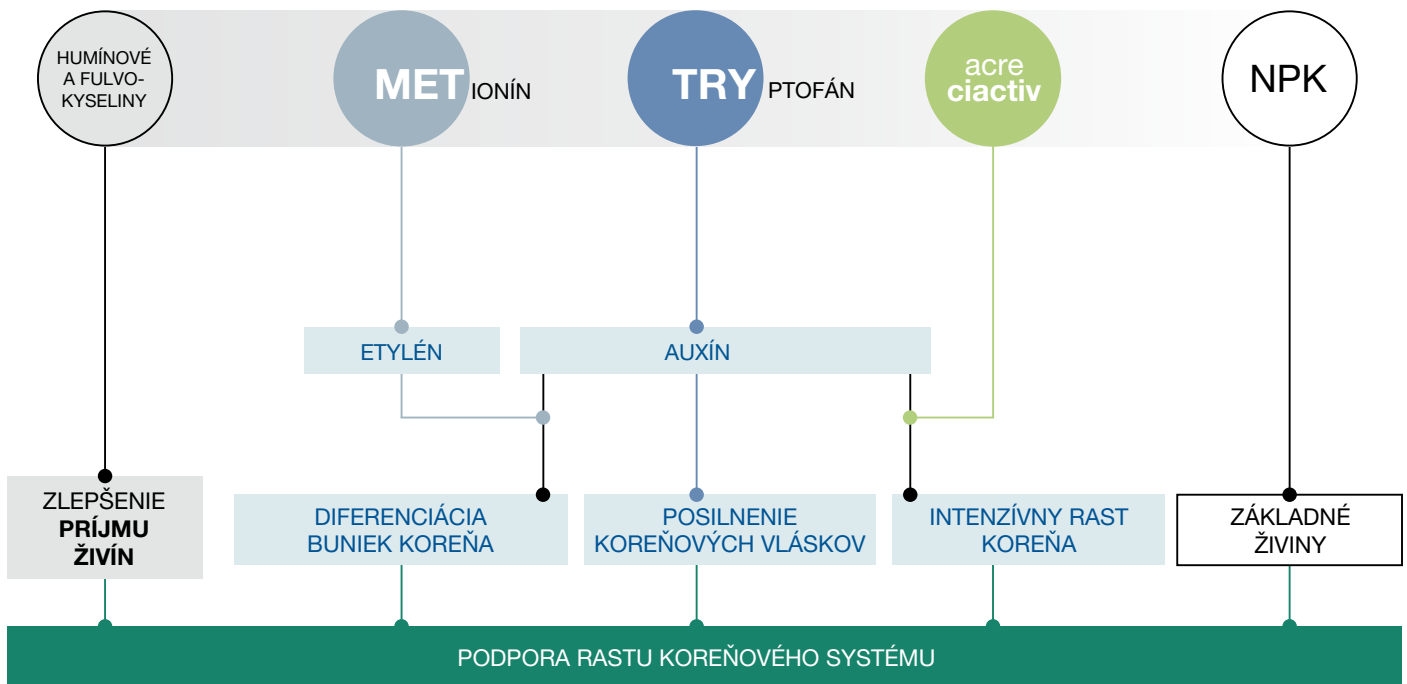 HUMÍNOVÉ
A FULVO-
KYSELINY
METIONÍN
TRYPTOFÁN
acre
ciactiv
NPK
ETYLÉN
AUXÍN
ZLEPŠENIE
PRÍJMU
ŽIVÍN
DIFERENCIÁCIA
BUNIEK KOREŇA
POSILNENIE
KOREŇOVÝCH VLÁSKOV
INTENZÍVNY RAST
KOREŇA
ZÁKLADNÉ
ŽIVINY
PODPORA RASTU KOREŇOVÉHO SYSTÉMU